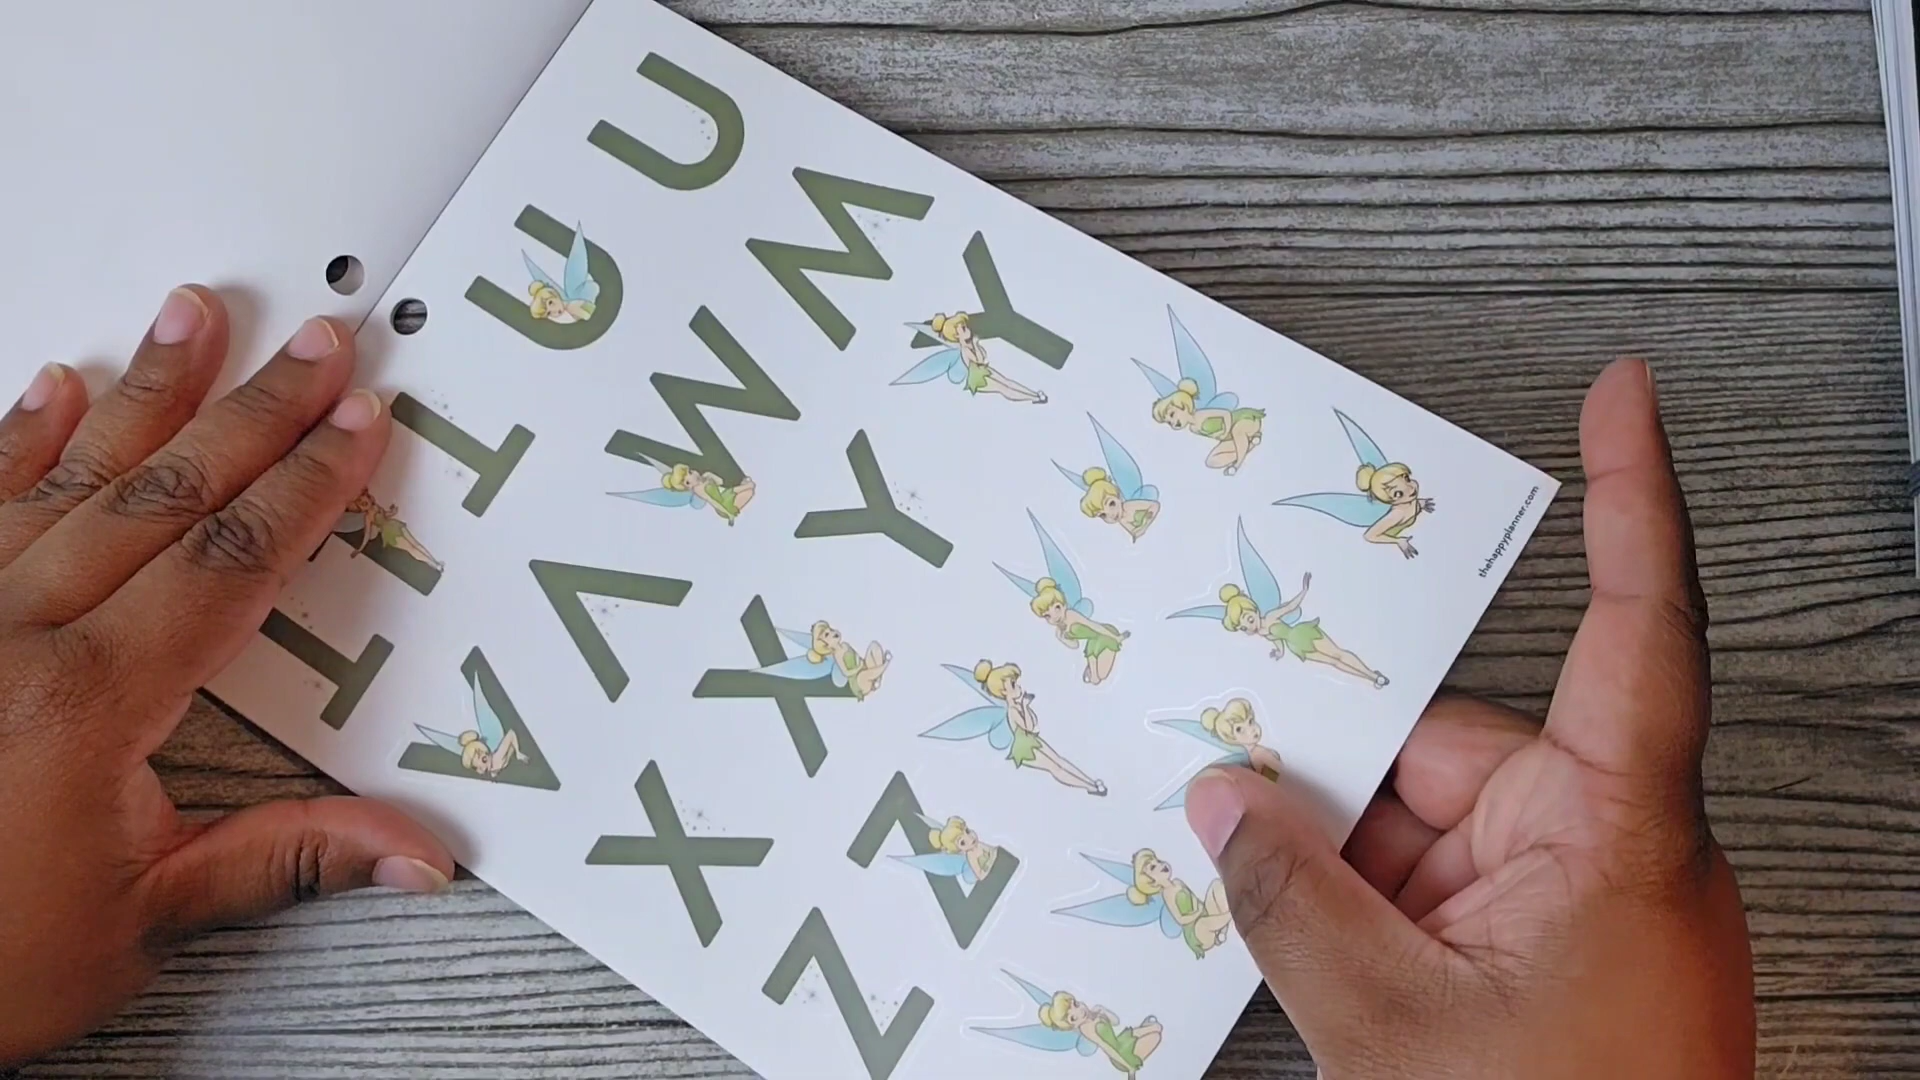 T T T U U
V V W W
X X Y Y
Z Z
thehappyplanner.com